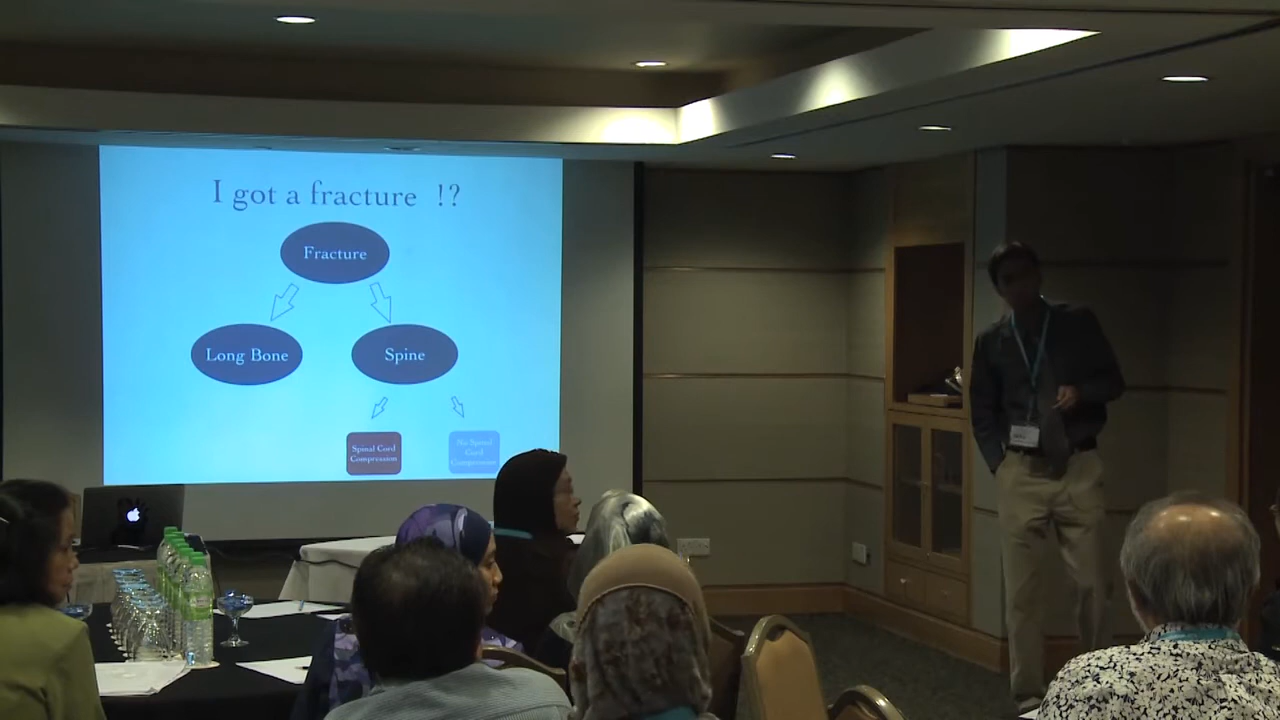 I got a fracture !?
Fracture
Long Bone
Spine
Spinal Cord
Compression
No Spinal
Cord
Compression